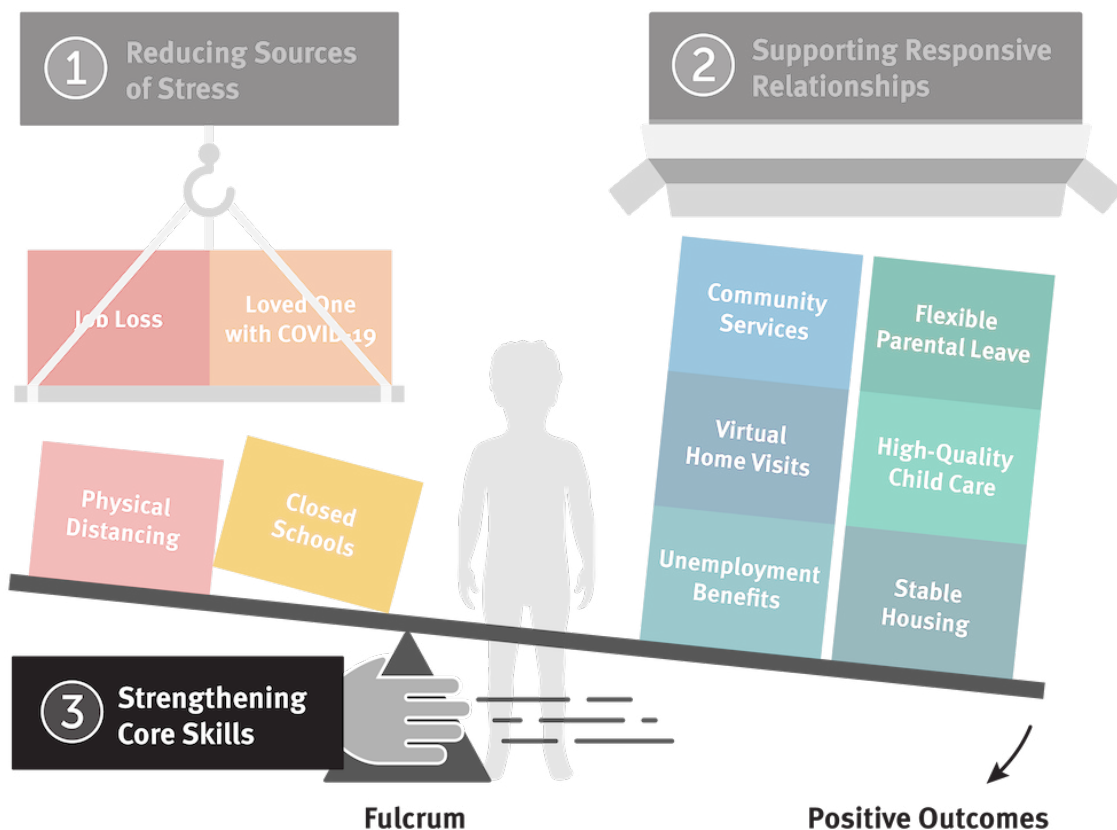 1 Reducing Sources
of Stress
2 Supporting Responsive
Relationships
Job Loss
Loved One
with COVID-19
Community
Services
Flexible
Parental Leave
Virtual
Home Visits
High-Quality
Child Care
Physical
Distancing
Closed
Schools
Unemployment
Benefits
Stable
Housing
3 Strengthening
Core Skills
Fulcrum
Positive Outcomes